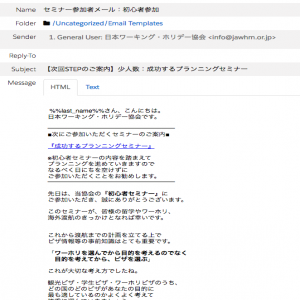 Name
セミナー参加者メール：初心者参加
Folder
/Uncategorized/Email Templates
Sender
1. General User: 日本ワーキング・ホリデー協会 <info@jawhm.or.jp>
Reply-To
Subject
【次回STEPのご案内】少人数：成功するプランニングセミナー
Message
HTML
Text
%%last_name%%さん、こんにちは。
日本ワーキング・ホリデー協会です。
■次にご参加いただくセミナーのご案内■
『成功するプランニングセミナー』
※初心者セミナーの内容を踏まえて
プランニングを進めていきますので
なるべく日にちを空けずに
ご参加いただくことをお勧めします。
先日は、当協会の『初心者セミナー』に
ご参加いただき、誠にありがとうございます。
このセミナーが、皆様の留学やワーホリ、
海外渡航のきっかけとなれば幸いです。
これから渡航までの計画を立てる上で
ビザ情報等の事前知識はとても重要です。
「ワーホリを選んでから目的を考えるのでなく
目的を考えてから、ビザを選ぶ」
これが大切な考え方でしたね。
観光ビザ・学生ビザ・ワーホリビザのうち、
どの国のどのビザがあなたの目的に
最も適しているのかよくよく考えて